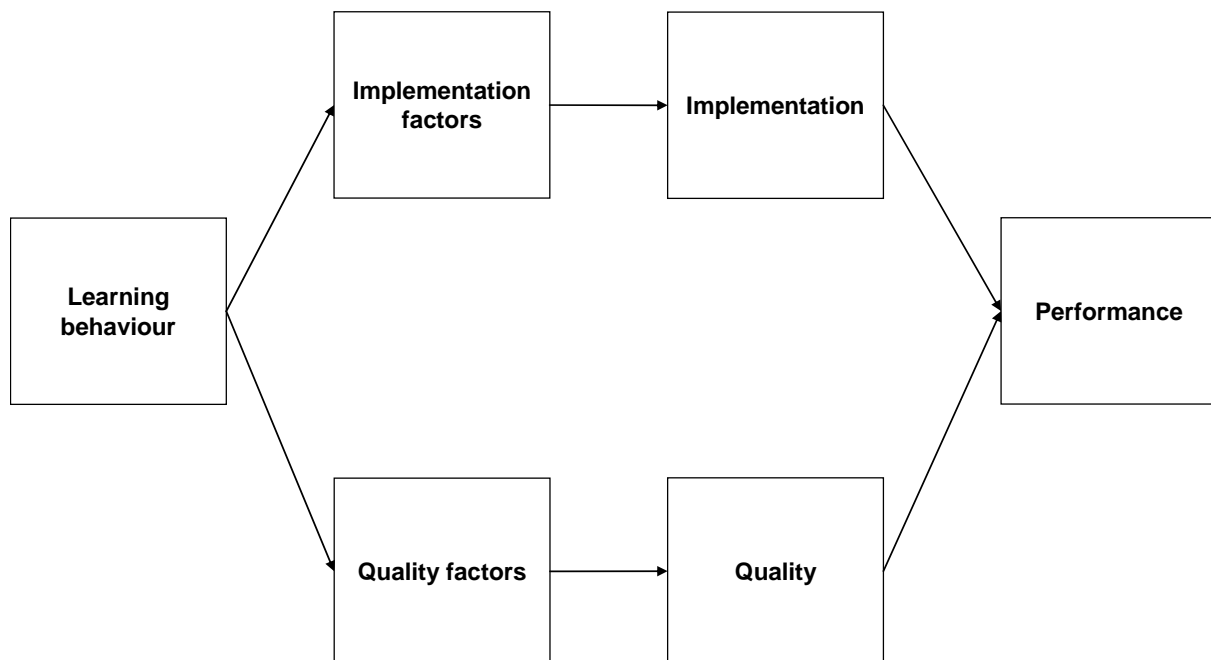 Implementation
factors
Implementation
Learning
behaviour
Performance
Quality factors
Quality